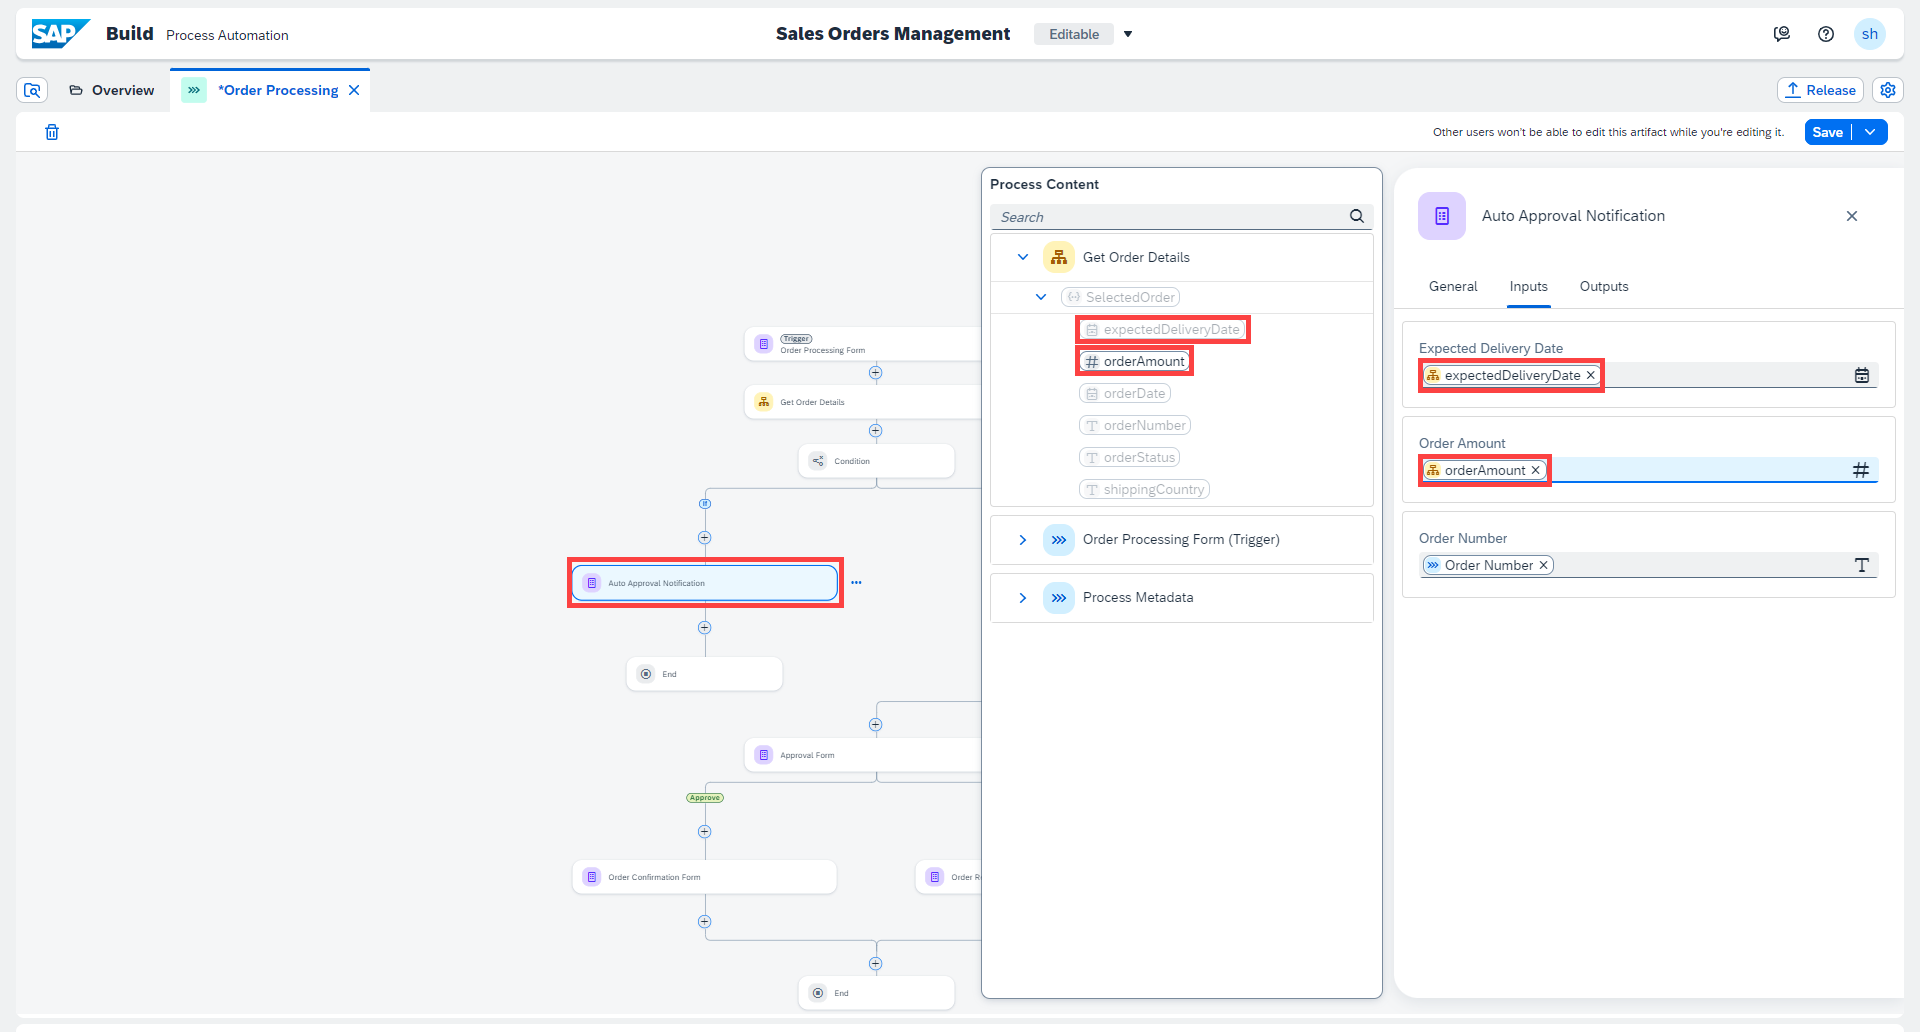 SAP Build Process Automation
Sales Orders Management Editable
sh
Overview
*Order Processing
Release
Other users won't be able to edit this artifact while you're editing it.
Save
Trigger
Order Processing Form
Get Order Details
Condition
If
Auto Approval Notification
End
Approval Form
Approve
Order Confirmation Form
Order R
End
Process Content
Search
Get Order Details
SelectedOrder
expectedDeliveryDate
# orderAmount
orderDate
T orderNumber
T orderStatus
T shippingCountry
Order Processing Form (Trigger)
Process Metadata
Auto Approval Notification
General Inputs Outputs
Expected Delivery Date
expectedDeliveryDate
Order Amount
orderAmount #
Order Number
Order Number T